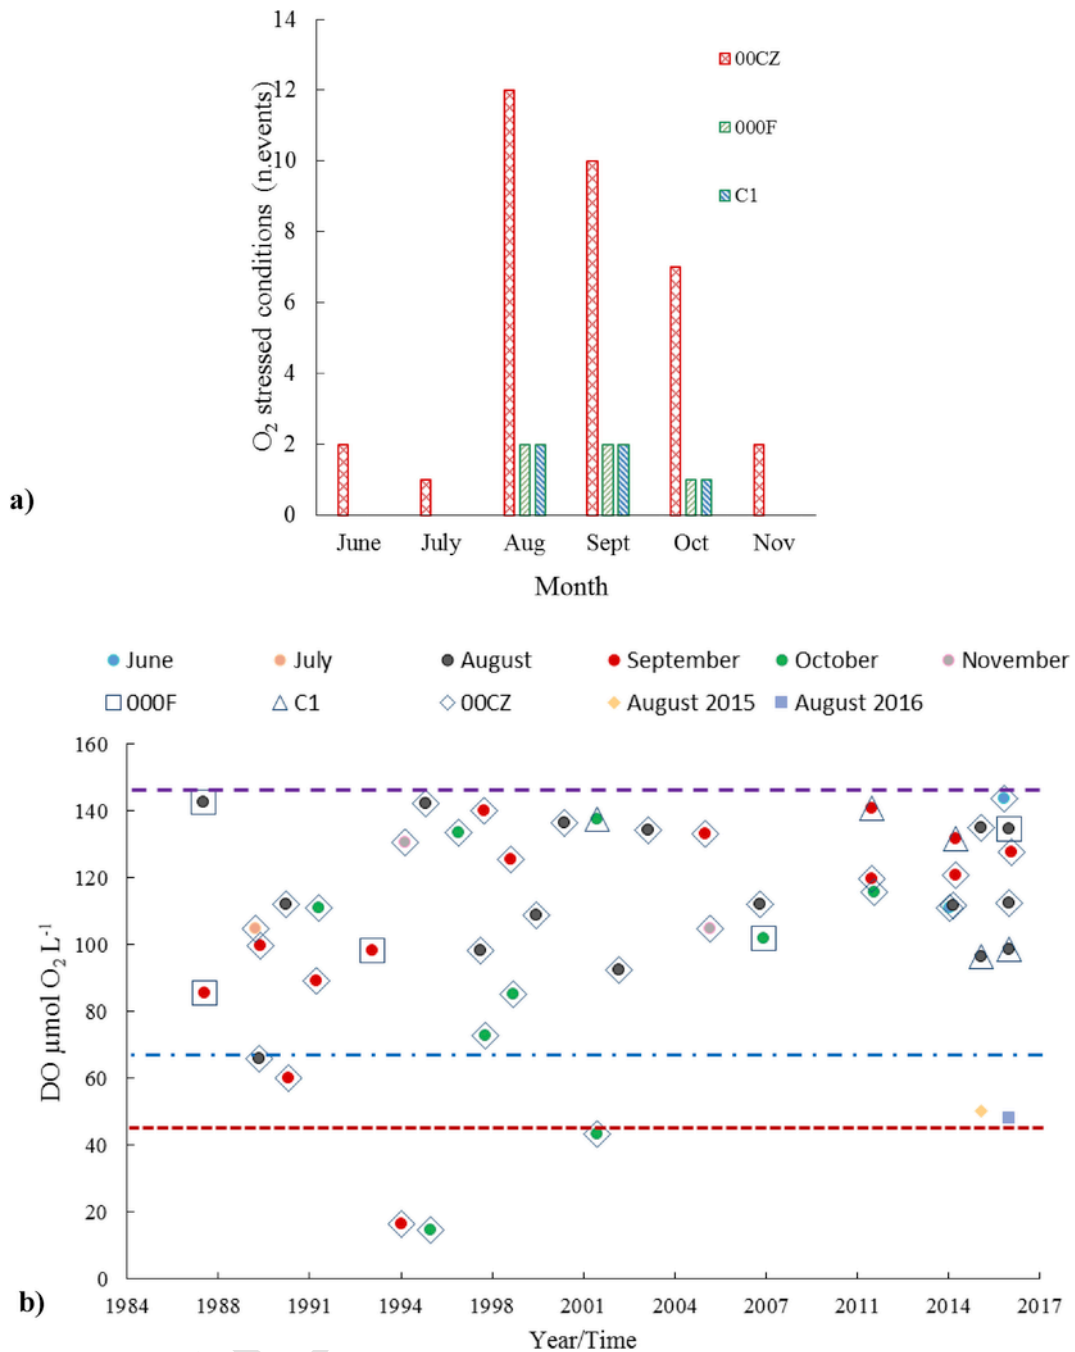 14
12
10
8
6
4
2
0
O2 stressed conditions (n.events)
00CZ
000F
C1
June July Aug Sept Oct Nov
Month
a)
June July August September October November
000F C1 00CZ August 2015 August 2016
160
140
120
100
80
60
40
20
0
DO µmol O2 L-1
1984 1988 1991 1994 1998 2001 2004 2007 2011 2014 2017
Year/Time
b)